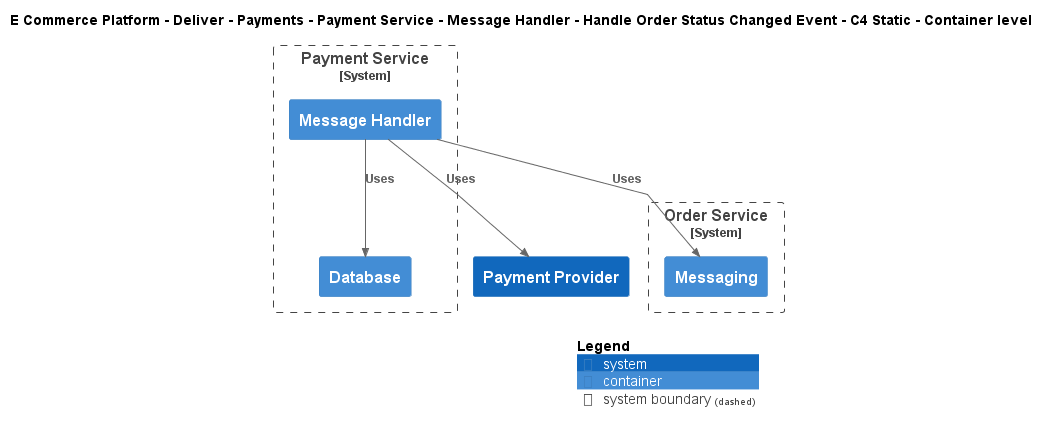 E Commerce Platform - Deliver - Payments - Payment Service - Message Handler - Handle Order Status Changed Event - C4 Static - Container level
Payment Service
[System]
Message Handler
Uses
Uses
Uses
Order Service
[System]
Database
Payment Provider
Messaging
Legend
system
container
system boundary (dashed)